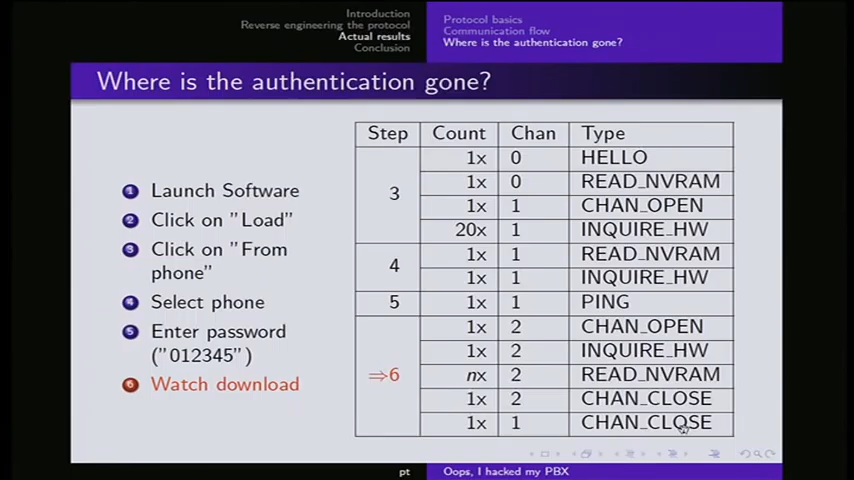 Introduction
Reverse engineering the protocol
Actual results
Conclusion
Protocol basics
Communication flow
Where is the authentication gone?
Where is the authentication gone?
1 Launch Software
2 Click on "Load"
3 Click on "From
phone"
4 Select phone
5 Enter password
("012345")
6 Watch download
Step Count Chan Type
3 1x 0 HELLO
1x 0 READ_NVRAM
1x 1 CHAN_OPEN
20x 1 INQUIRE_HW
4 1x 1 READ_NVRAM
1x 1 INQUIRE_HW
5 1x 1 PING
⇒6 1x 2 CHAN_OPEN
1x 2 INQUIRE_HW
nx 2 READ_NVRAM
1x 2 CHAN_CLOSE
1x 1 CHAN_CLOSE
pt Oops, I hacked my PBX